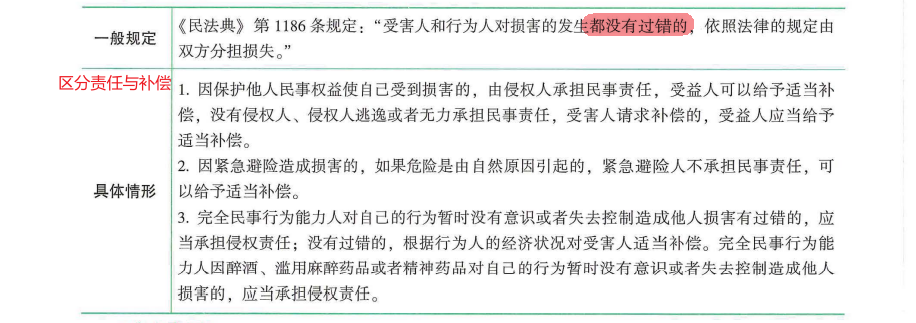 一般规定
《民法典》第 1186 条规定：“受害人和行为人对损害的发生都没有过错的，依照法律的规定由
双方分担损失。”
区分责任与补偿
具体情形
1. 因保护他人民事权益使自己受到损害的，由侵权人承担民事责任，受益人可以给予适当补
偿，没有侵权人、侵权人逃逸或者无力承担民事责任，受害人请求补偿的，受益人应当给予
适当补偿。
2. 因紧急避险造成损害的，如果危险是由自然原因引起的，紧急避险人不承担民事责任，可
以给予适当补偿。
3. 完全民事行为能力人对自己的行为暂时没有意识或者失去控制造成他人损害有过错的，应
当承担侵权责任；没有过错的，根据行为人的经济状况对受害人适当补偿。完全民事行为能
力人因醉酒、滥用麻醉药品或者精神药品对自己的行为暂时没有意识或者失去控制造成他人
损害的，应当承担侵权责任。